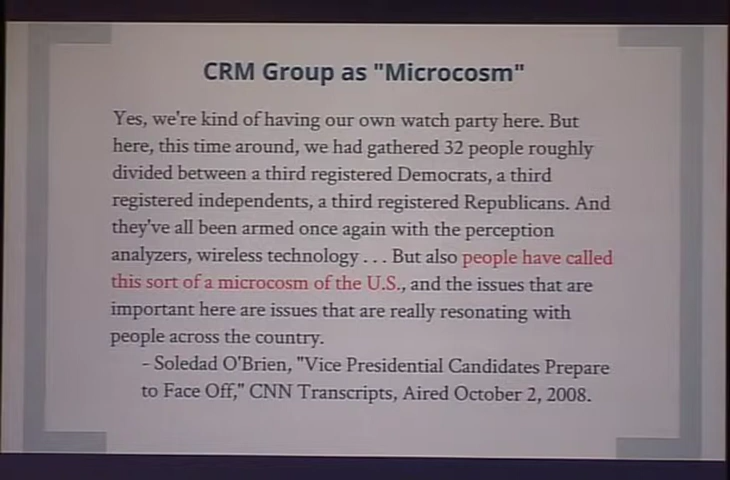 CRM Group as "Microcosm"
Yes, we're kind of having our own watch party here. But
here, this time around, we had gathered 32 people roughly
divided between a third registered Democrats, a third
registered independents, a third registered Republicans. And
they've all been armed once again with the perception
analyzers, wireless technology . . . But also people have called
this sort of a microcosm of the U.S., and the issues that are
important here are issues that are really resonating with
people across the country.
– Soledad O'Brien, "Vice Presidential Candidates Prepare
to Face Off," CNN Transcripts, Aired October 2, 2008.